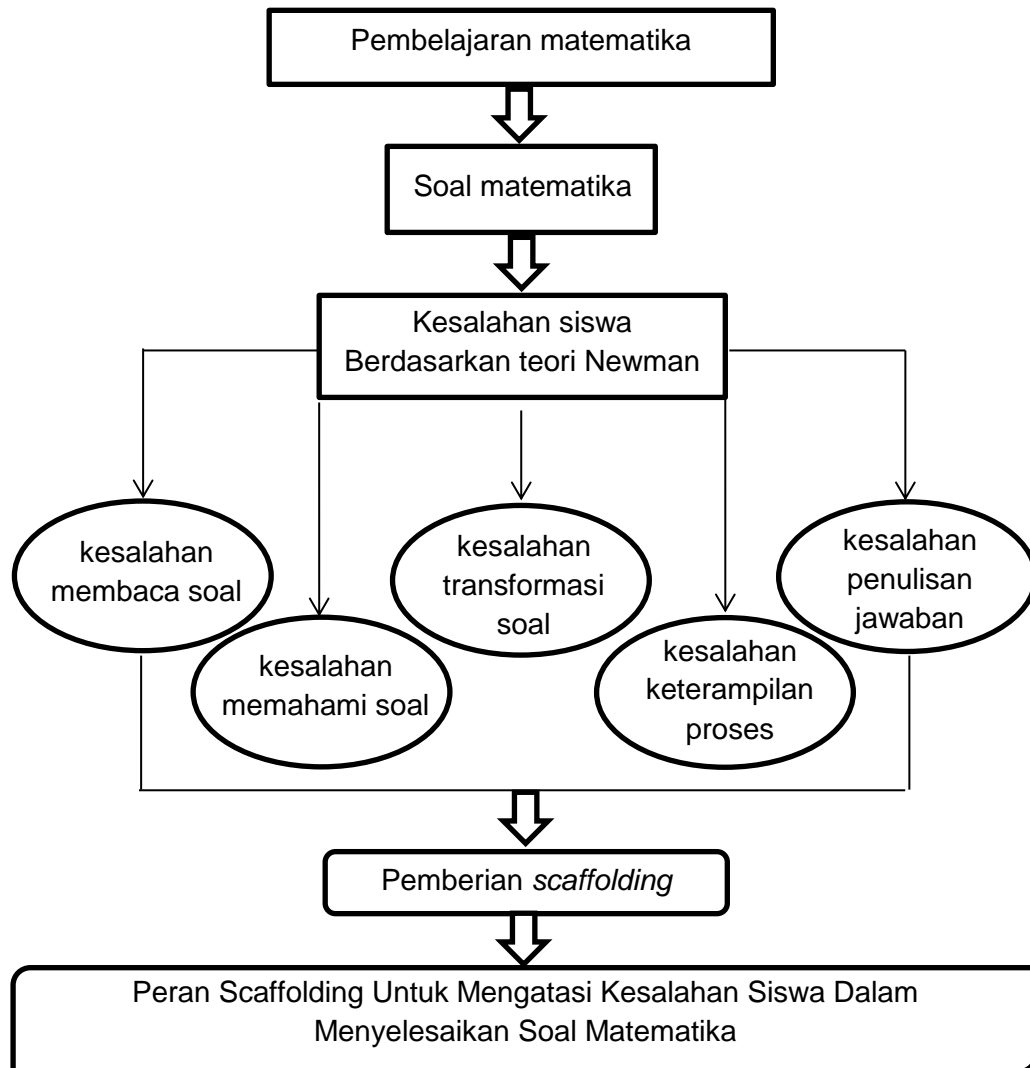 Pembelajaran matematika
Soal matematika
Kesalahan siswa
Berdasarkan teori Newman
kesalahan
membaca soal
kesalahan
memahami soal
kesalahan
transformasi
soal
kesalahan
keterampilan
proses
kesalahan
penulisan
jawaban
Pemberian scaffolding
Peran Scaffolding Untuk Mengatasi Kesalahan Siswa Dalam
Menyelesaikan Soal Matematika